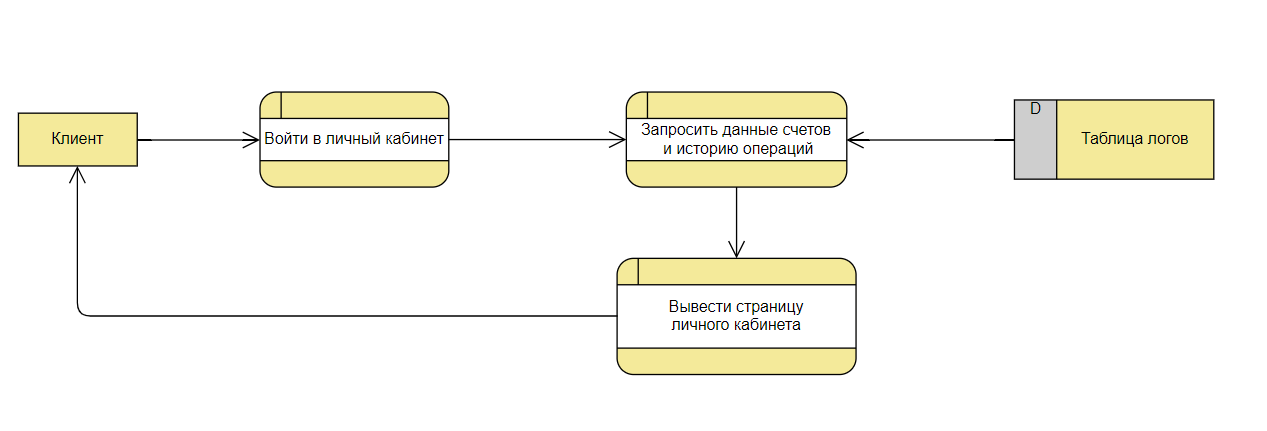 Клиент
Войти в личный кабинет
Запросить данные счетов
и историю операций
D
Таблица логов
Вывести страницу
личного кабинета